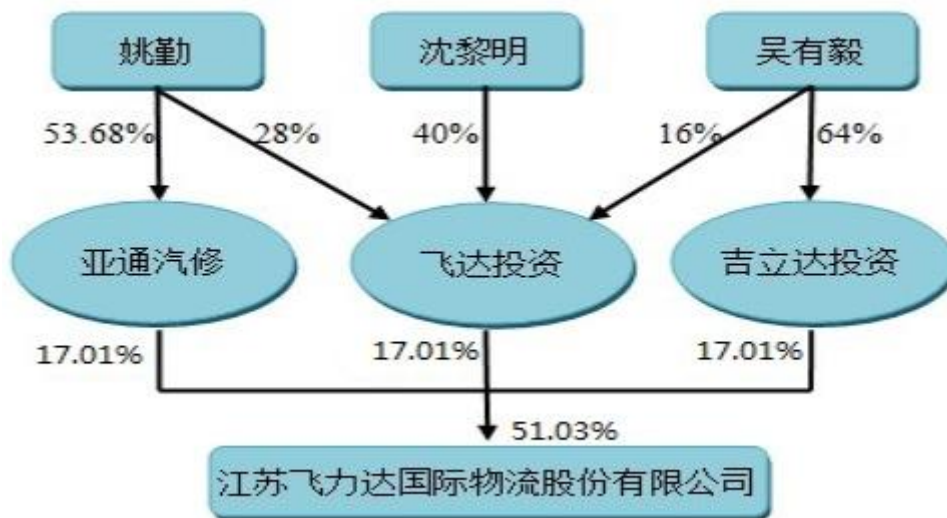 姚勤
沈黎明
吴有毅
53.68%
28%
40%
16%
64%
亚通汽修
飞达投资
吉立达投资
17.01%
17.01%
17.01%
51.03%
江苏飞力达国际物流股份有限公司